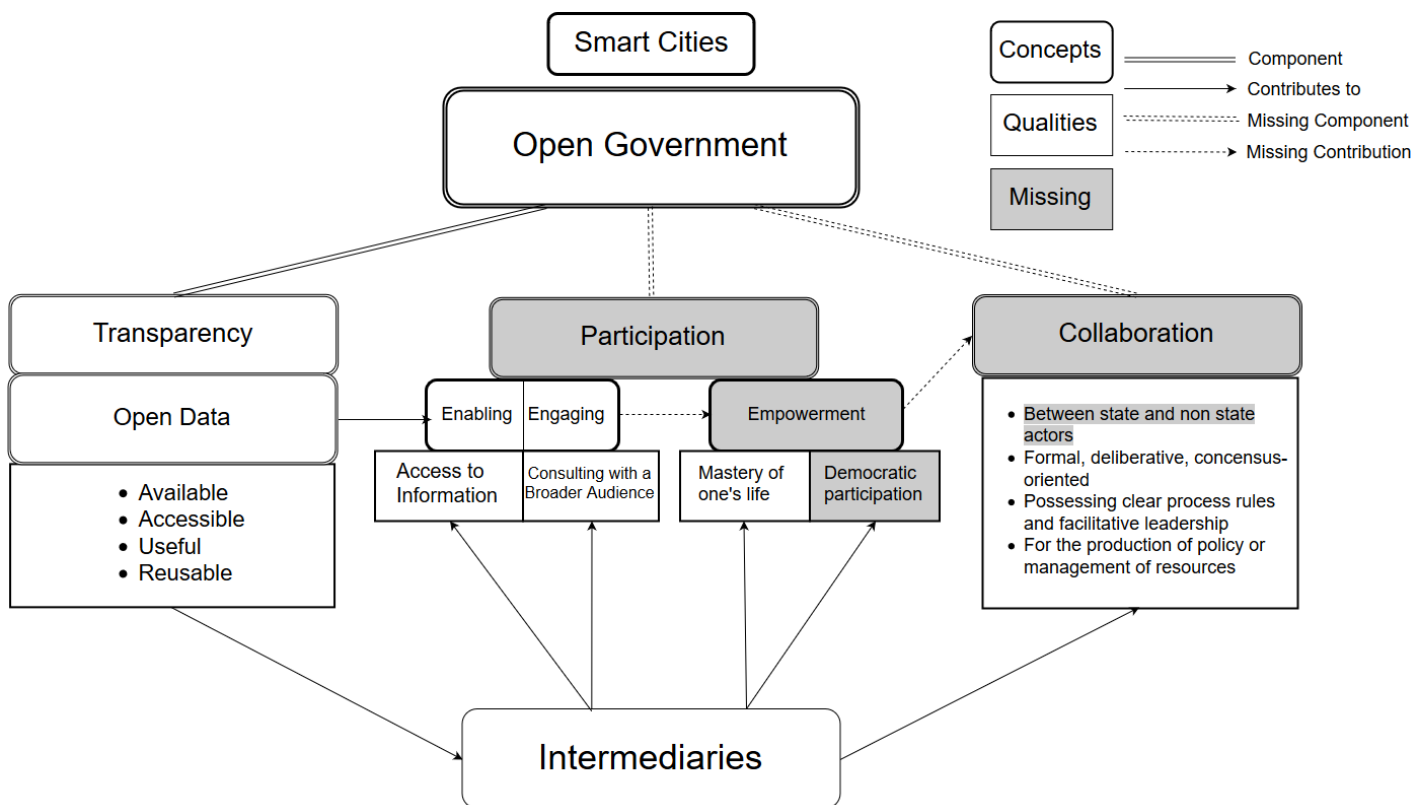 Smart Cities
Open Government
Concepts
Qualities
Missing
Component
Contributes to
Missing Component
Missing Contribution
Transparency
Open Data
• Available
• Accessible
• Useful
• Reusable
Participation
Enabling
Engaging
Access to
Information
Consulting with a
Broader Audience
Empowerment
Mastery of
one's life
Democratic
participation
Collaboration
• Between state and non state
actors
• Formal, deliberative, concensus-
oriented
• Possessing clear process rules
and facilitative leadership
• For the production of policy or
management of resources
Intermediaries